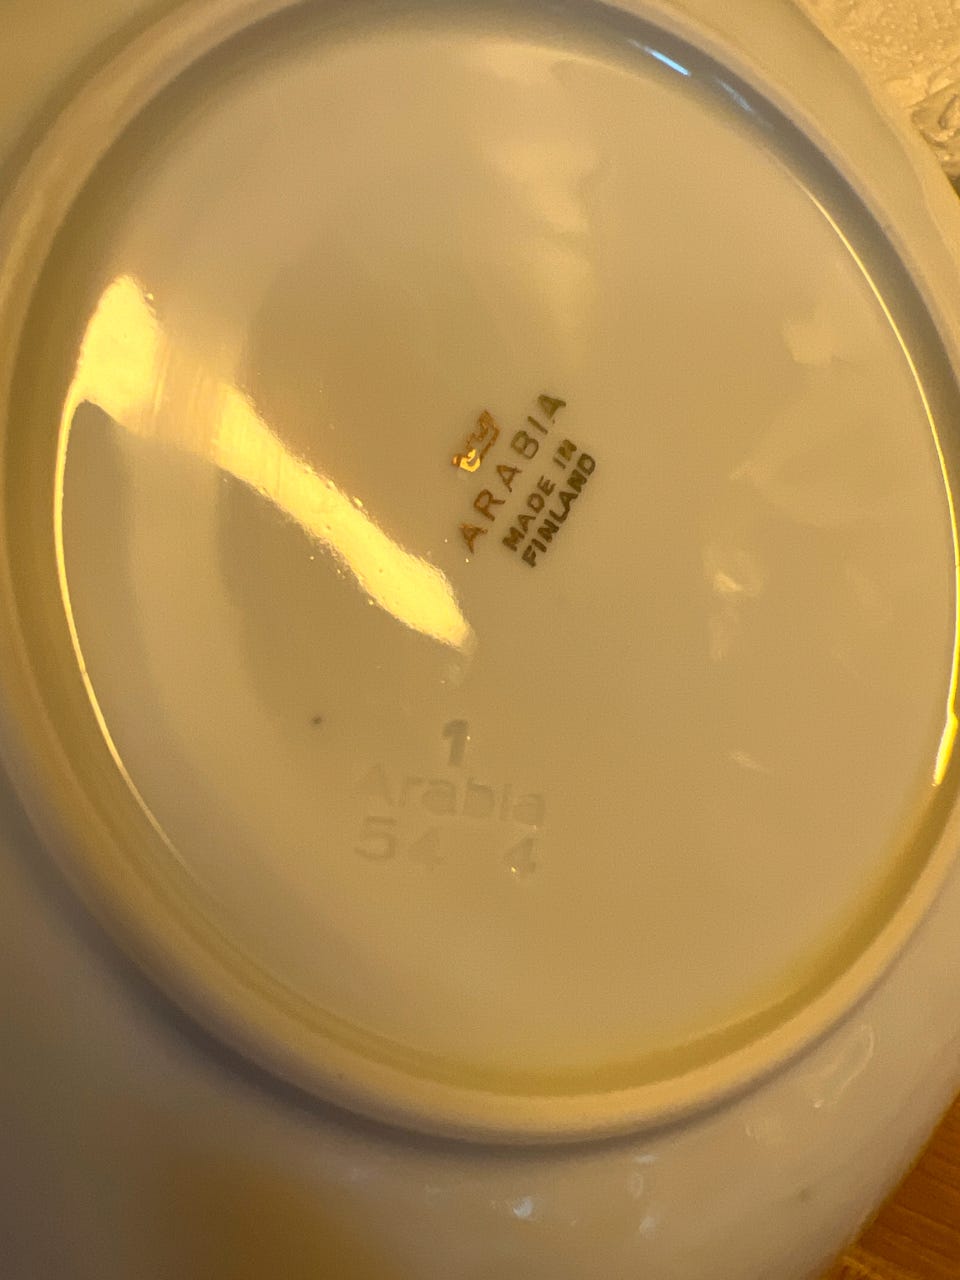 ARABIA
MADE IN
FINLAND
1
Arabia
54 4